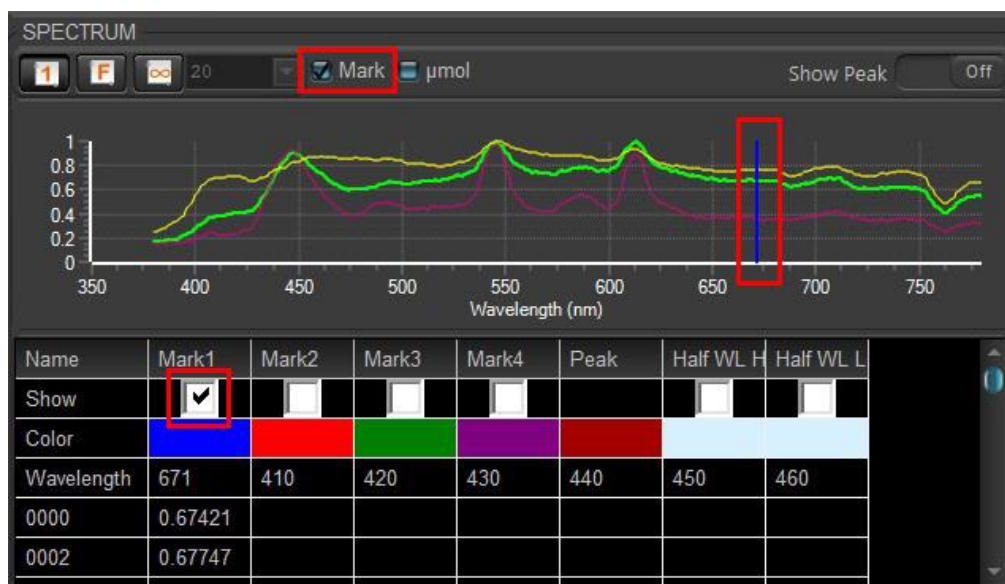 SPECTRUM
1 F ∞ 20 Mark µmol Show Peak Off
1
0.8
0.6
0.4
0.2
0
350 400 450 500 550 600 650 700 750
Wavelength (nm)
Name Mark1 Mark2 Mark3 Mark4 Peak Half WL H Half WL L
Show
Color
Wavelength 671 410 420 430 440 450 460
0000 0.67421
0002 0.67747